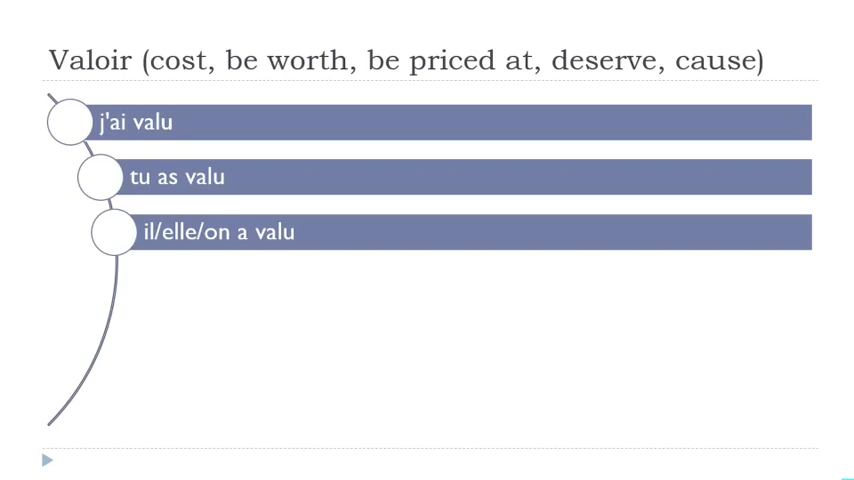 Valoir (cost, be worth, be priced at, deserve, cause)
j'ai valu
tu as valu
il/elle/on a valu